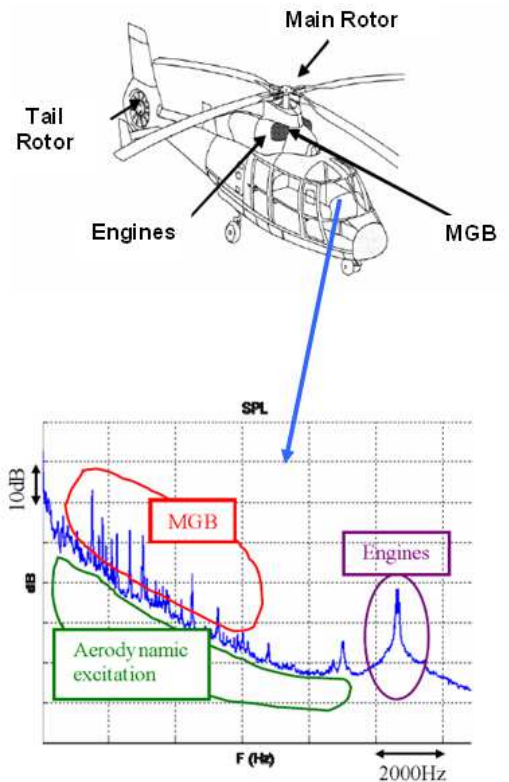 Main Rotor
Tail
Rotor
Engines
MGB
SPL
10dB
MGB
Engines
dB
Aerodynamic
excitation
F (Hz)
2000Hz